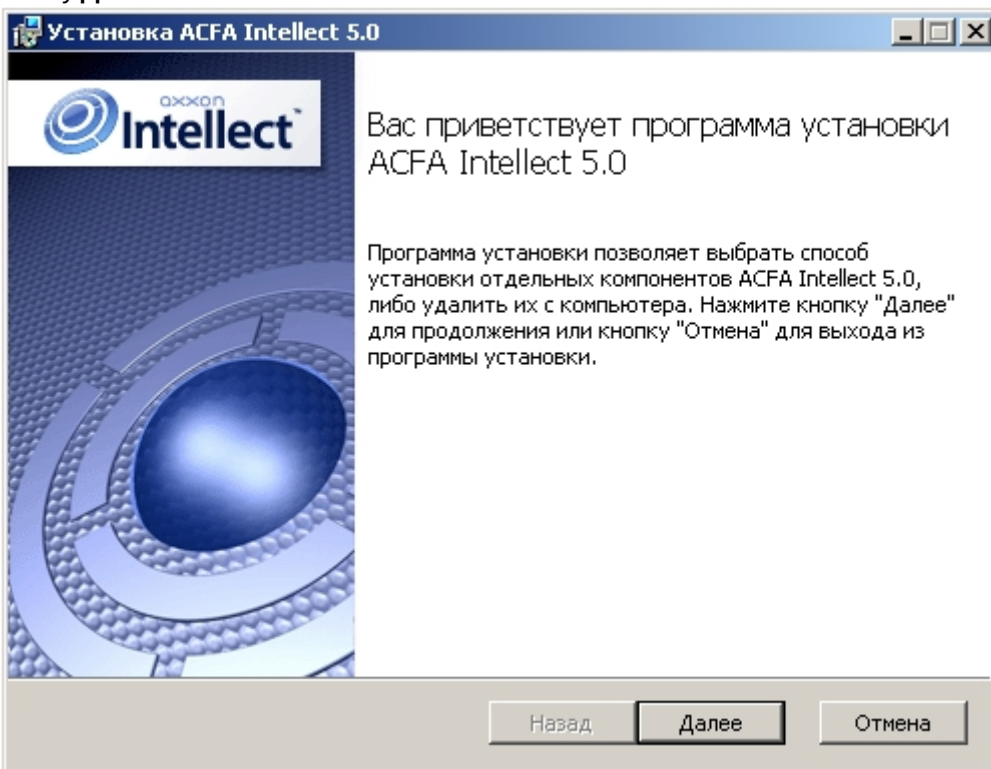 Установка ACFA Intellect 5.0
axxon
Intellect
Вас приветствует программа установки
ACFA Intellect 5.0
Программа установки позволяет выбрать способ
установки отдельных компонентов ACFA Intellect 5.0,
либо удалить их с компьютера. Нажмите кнопку "Далее"
для продолжения или кнопку "Отмена" для выхода из
программы установки.
Назад
Далее
Отмена